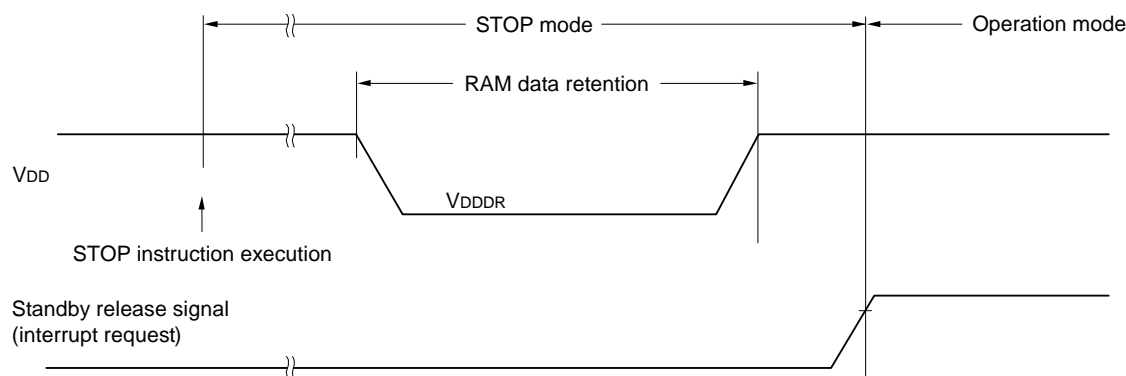 STOP mode
Operation mode
RAM data retention
VDD
VDDDR
STOP instruction execution
Standby release signal
(interrupt request)